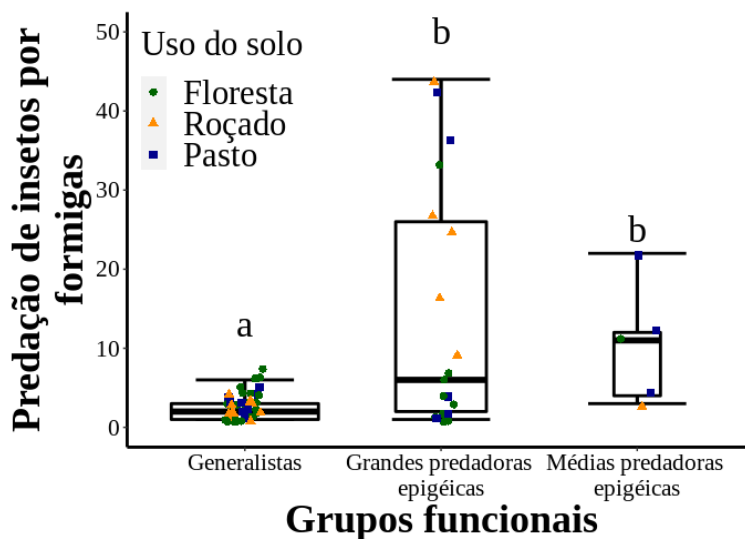 Predação de insetos por
formigas
50
40
30
20
10
0
Uso do solo
Floresta
Roçado
Pasto
a
b
b
Generalistas
Grandes predadoras
epigéicas
Médias predadoras
epigéicas
Grupos funcionais